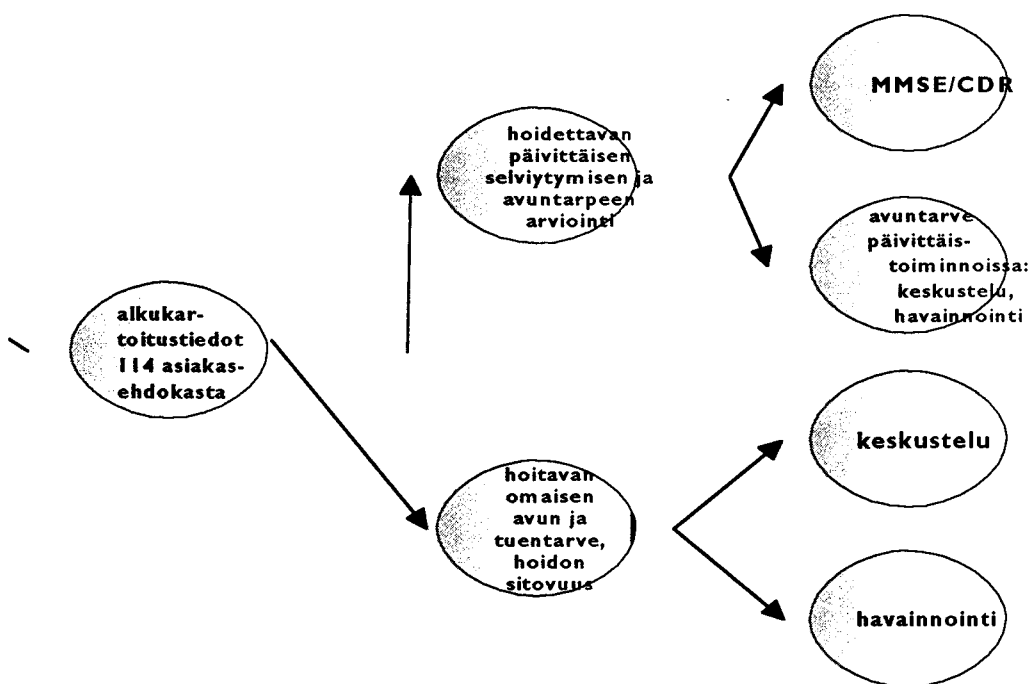 alkukar-
toitustiedot
114 asiakas-
ehdokasta
hoidettavan
päivittäisen
selviytymisen ja
avuntarpeen
arviointi
MMSE/CDR
avuntarve
päivittäis-
toiminnoissa:
keskustelu,
havainnointi
hoitavan
omaisen
avun ja
tuentarve,
hoidon
sitovuus
keskustelu
havainnointi